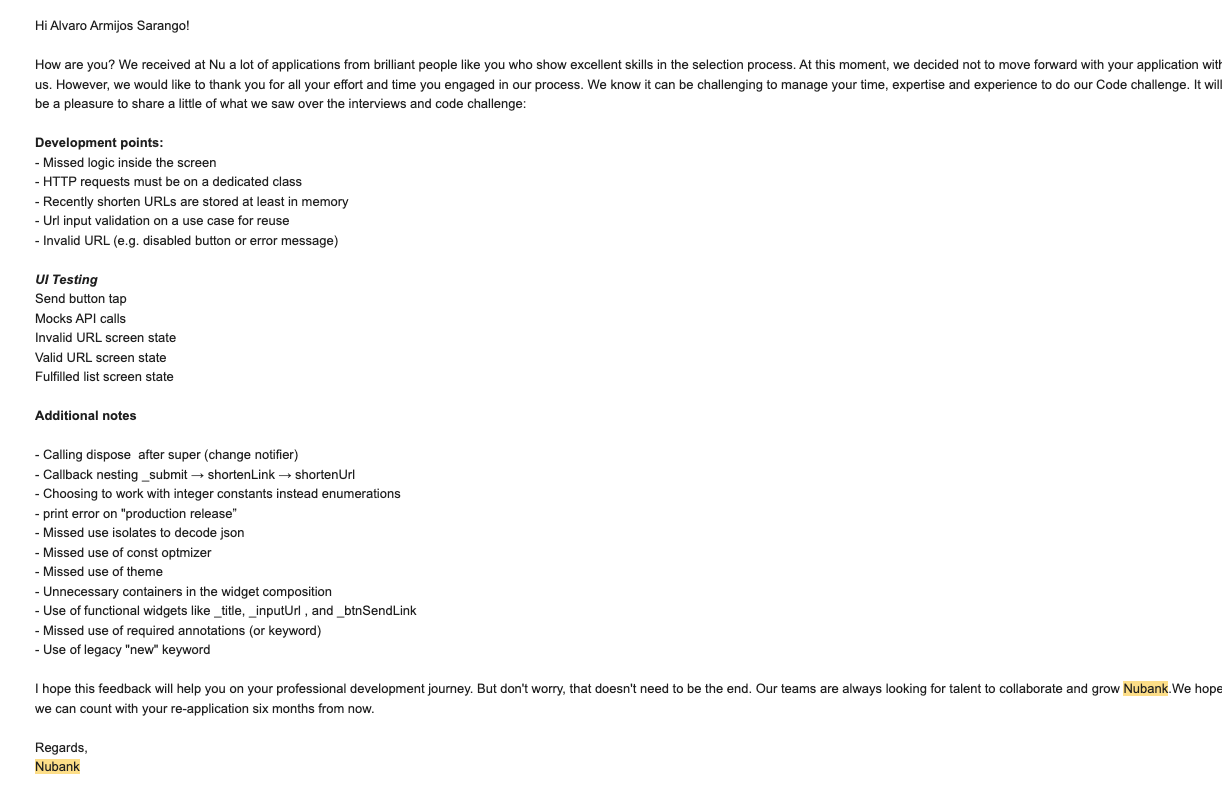 Hi Alvaro Armijos Sarango!
How are you? We received at Nu a lot of applications from brilliant people like you who show excellent skills in the selection process. At this moment, we decided not to move forward with your application with
us. However, we would like to thank you for all your effort and time you engaged in our process. We know it can be challenging to manage your time, expertise and experience to do our Code challenge. It will
be a pleasure to share a little of what we saw over the interviews and code challenge:
Development points:
- Missed logic inside the screen
- HTTP requests must be on a dedicated class
- Recently shorten URLs are stored at least in memory
- Url input validation on a use case for reuse
- Invalid URL (e.g. disabled button or error message)
UI Testing
Send button tap
Mocks API calls
Invalid URL screen state
Valid URL screen state
Fulfilled list screen state
Additional notes
- Calling dispose  after super (change notifier)
- Callback nesting _submit → shortenLink → shortenUrl
- Choosing to work with integer constants instead enumerations
- print error on "production release”
- Missed use isolates to decode json
- Missed use of const optmizer
- Missed use of theme
- Unnecessary containers in the widget composition
- Use of functional widgets like _title, _inputUrl , and _btnSendLink
- Missed use of required annotations (or keyword)
- Use of legacy "new" keyword
I hope this feedback will help you on your professional development journey. But don't worry, that doesn't need to be the end. Our teams are always looking for talent to collaborate and grow Nubank.We hope
we can count with your re-application six months from now.
Regards,
Nubank